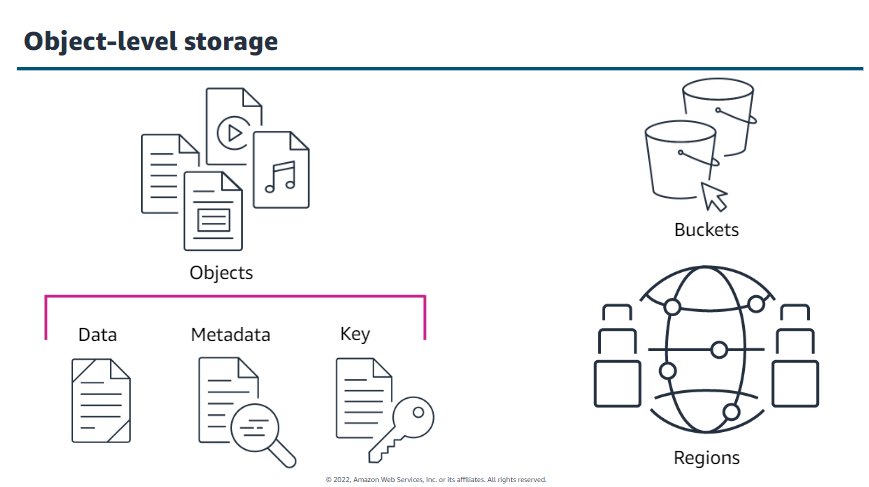 Object-level storage
Objects
Data
Metadata
Key
Buckets
Regions
© 2022, Amazon Web Services, Inc. or its affiliates. All rights reserved.